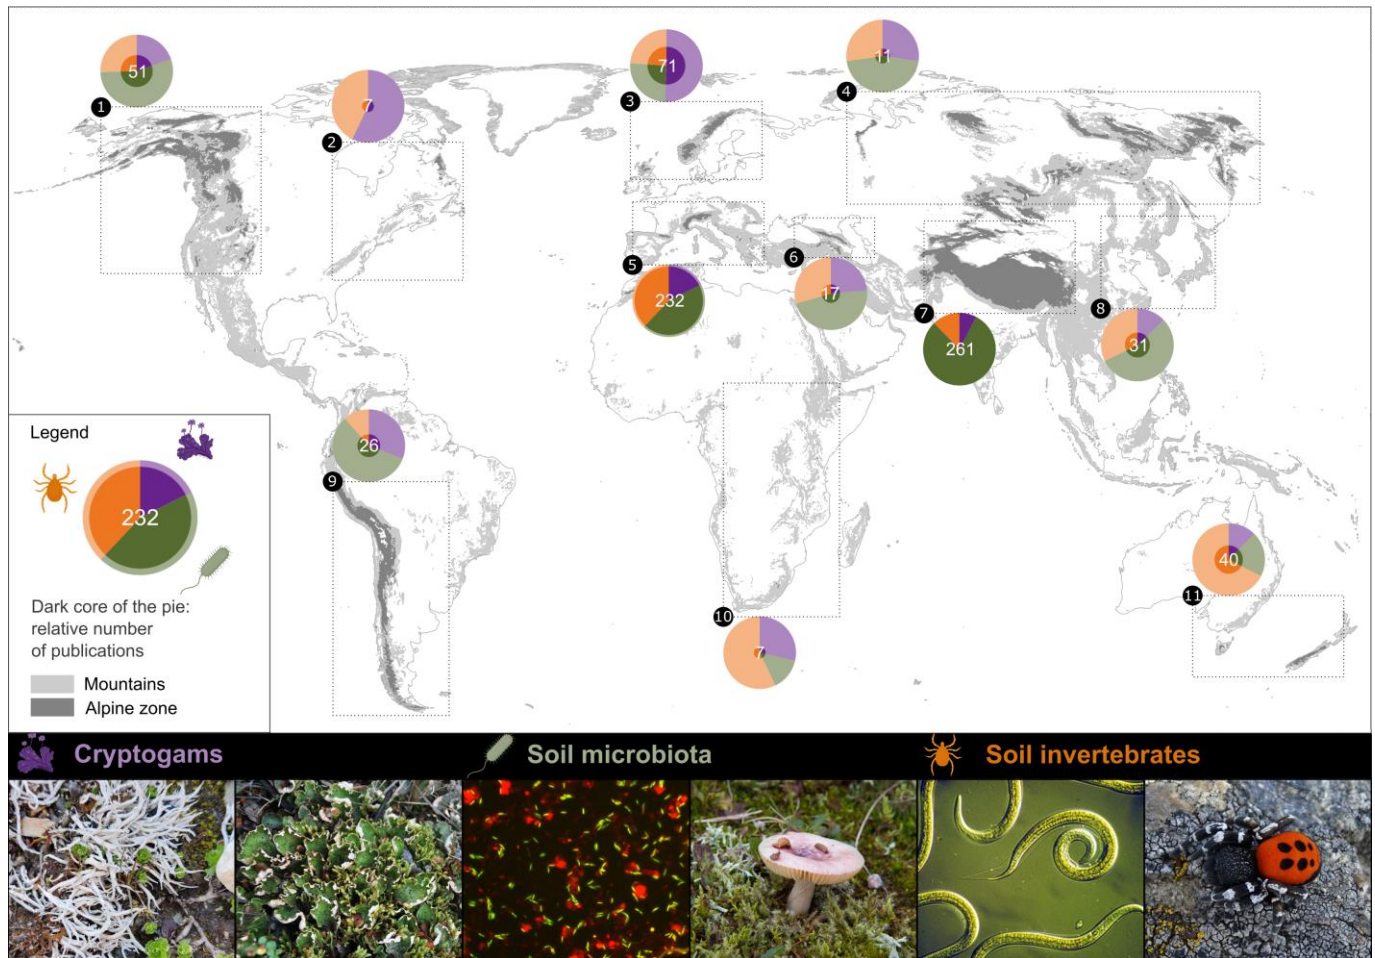 51
1
7
2
71
3
11
4
5
232
6
17
7
261
8
31
26
9
10
7
40
11
Legend
232
Dark core of the pie:
relative number
of publications
Mountains
Alpine zone
Cryptogams
Soil microbiota
Soil invertebrates